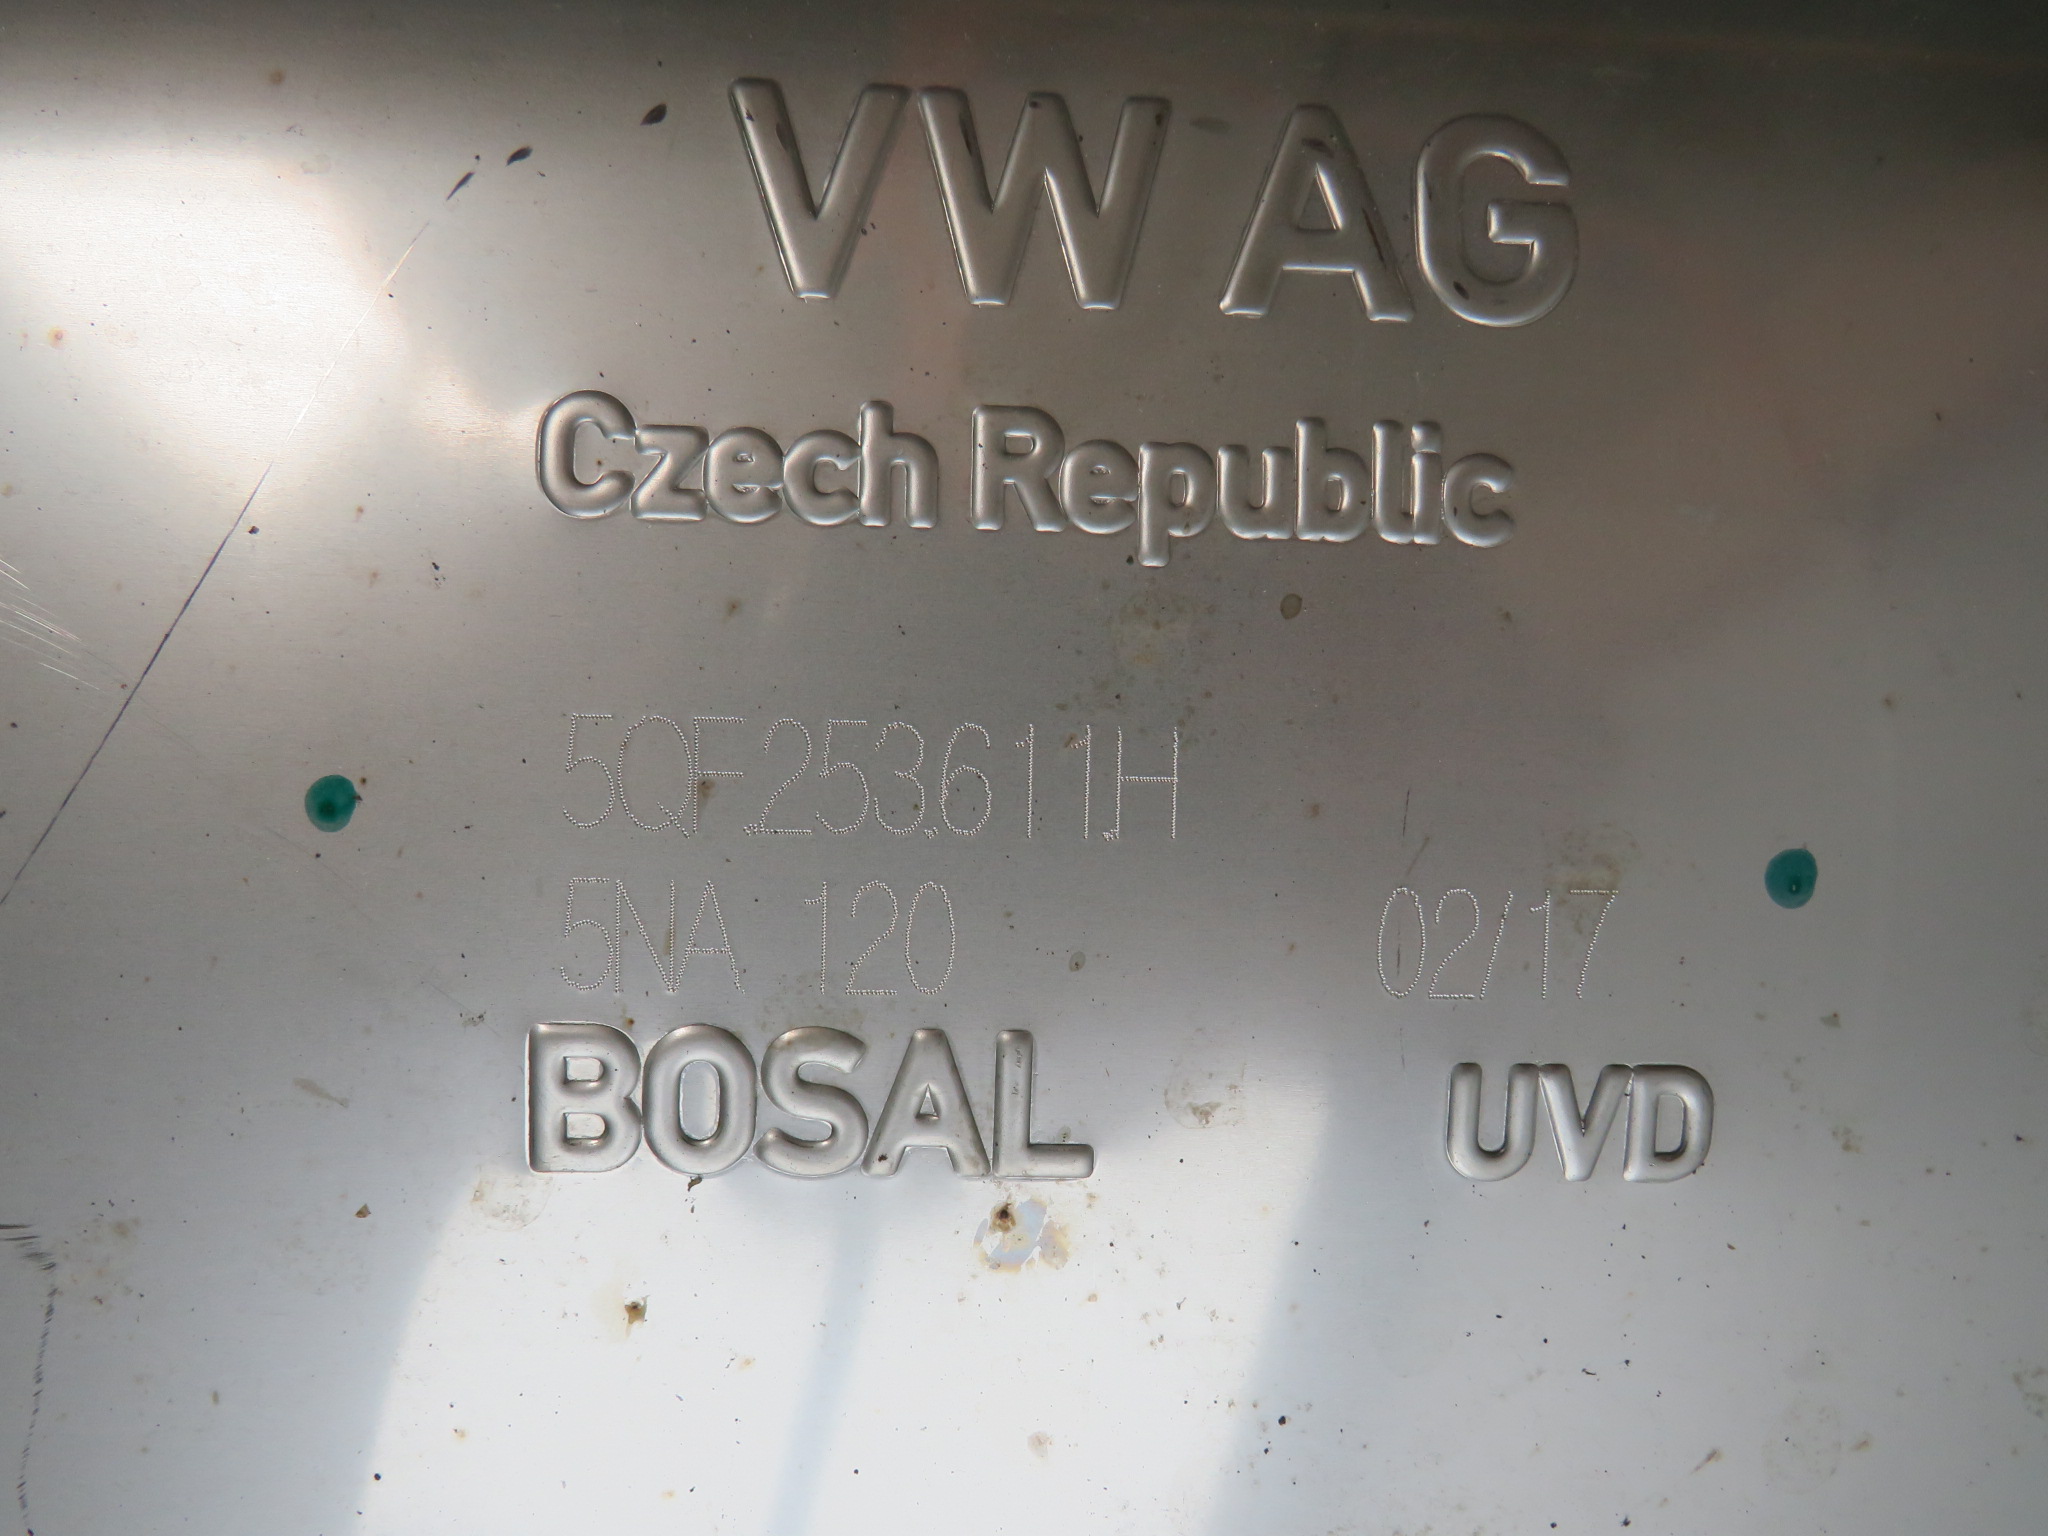 VW AG
Czech Republic
5QF.253.611.H
5NA 120 02/17
BOSAL UVD